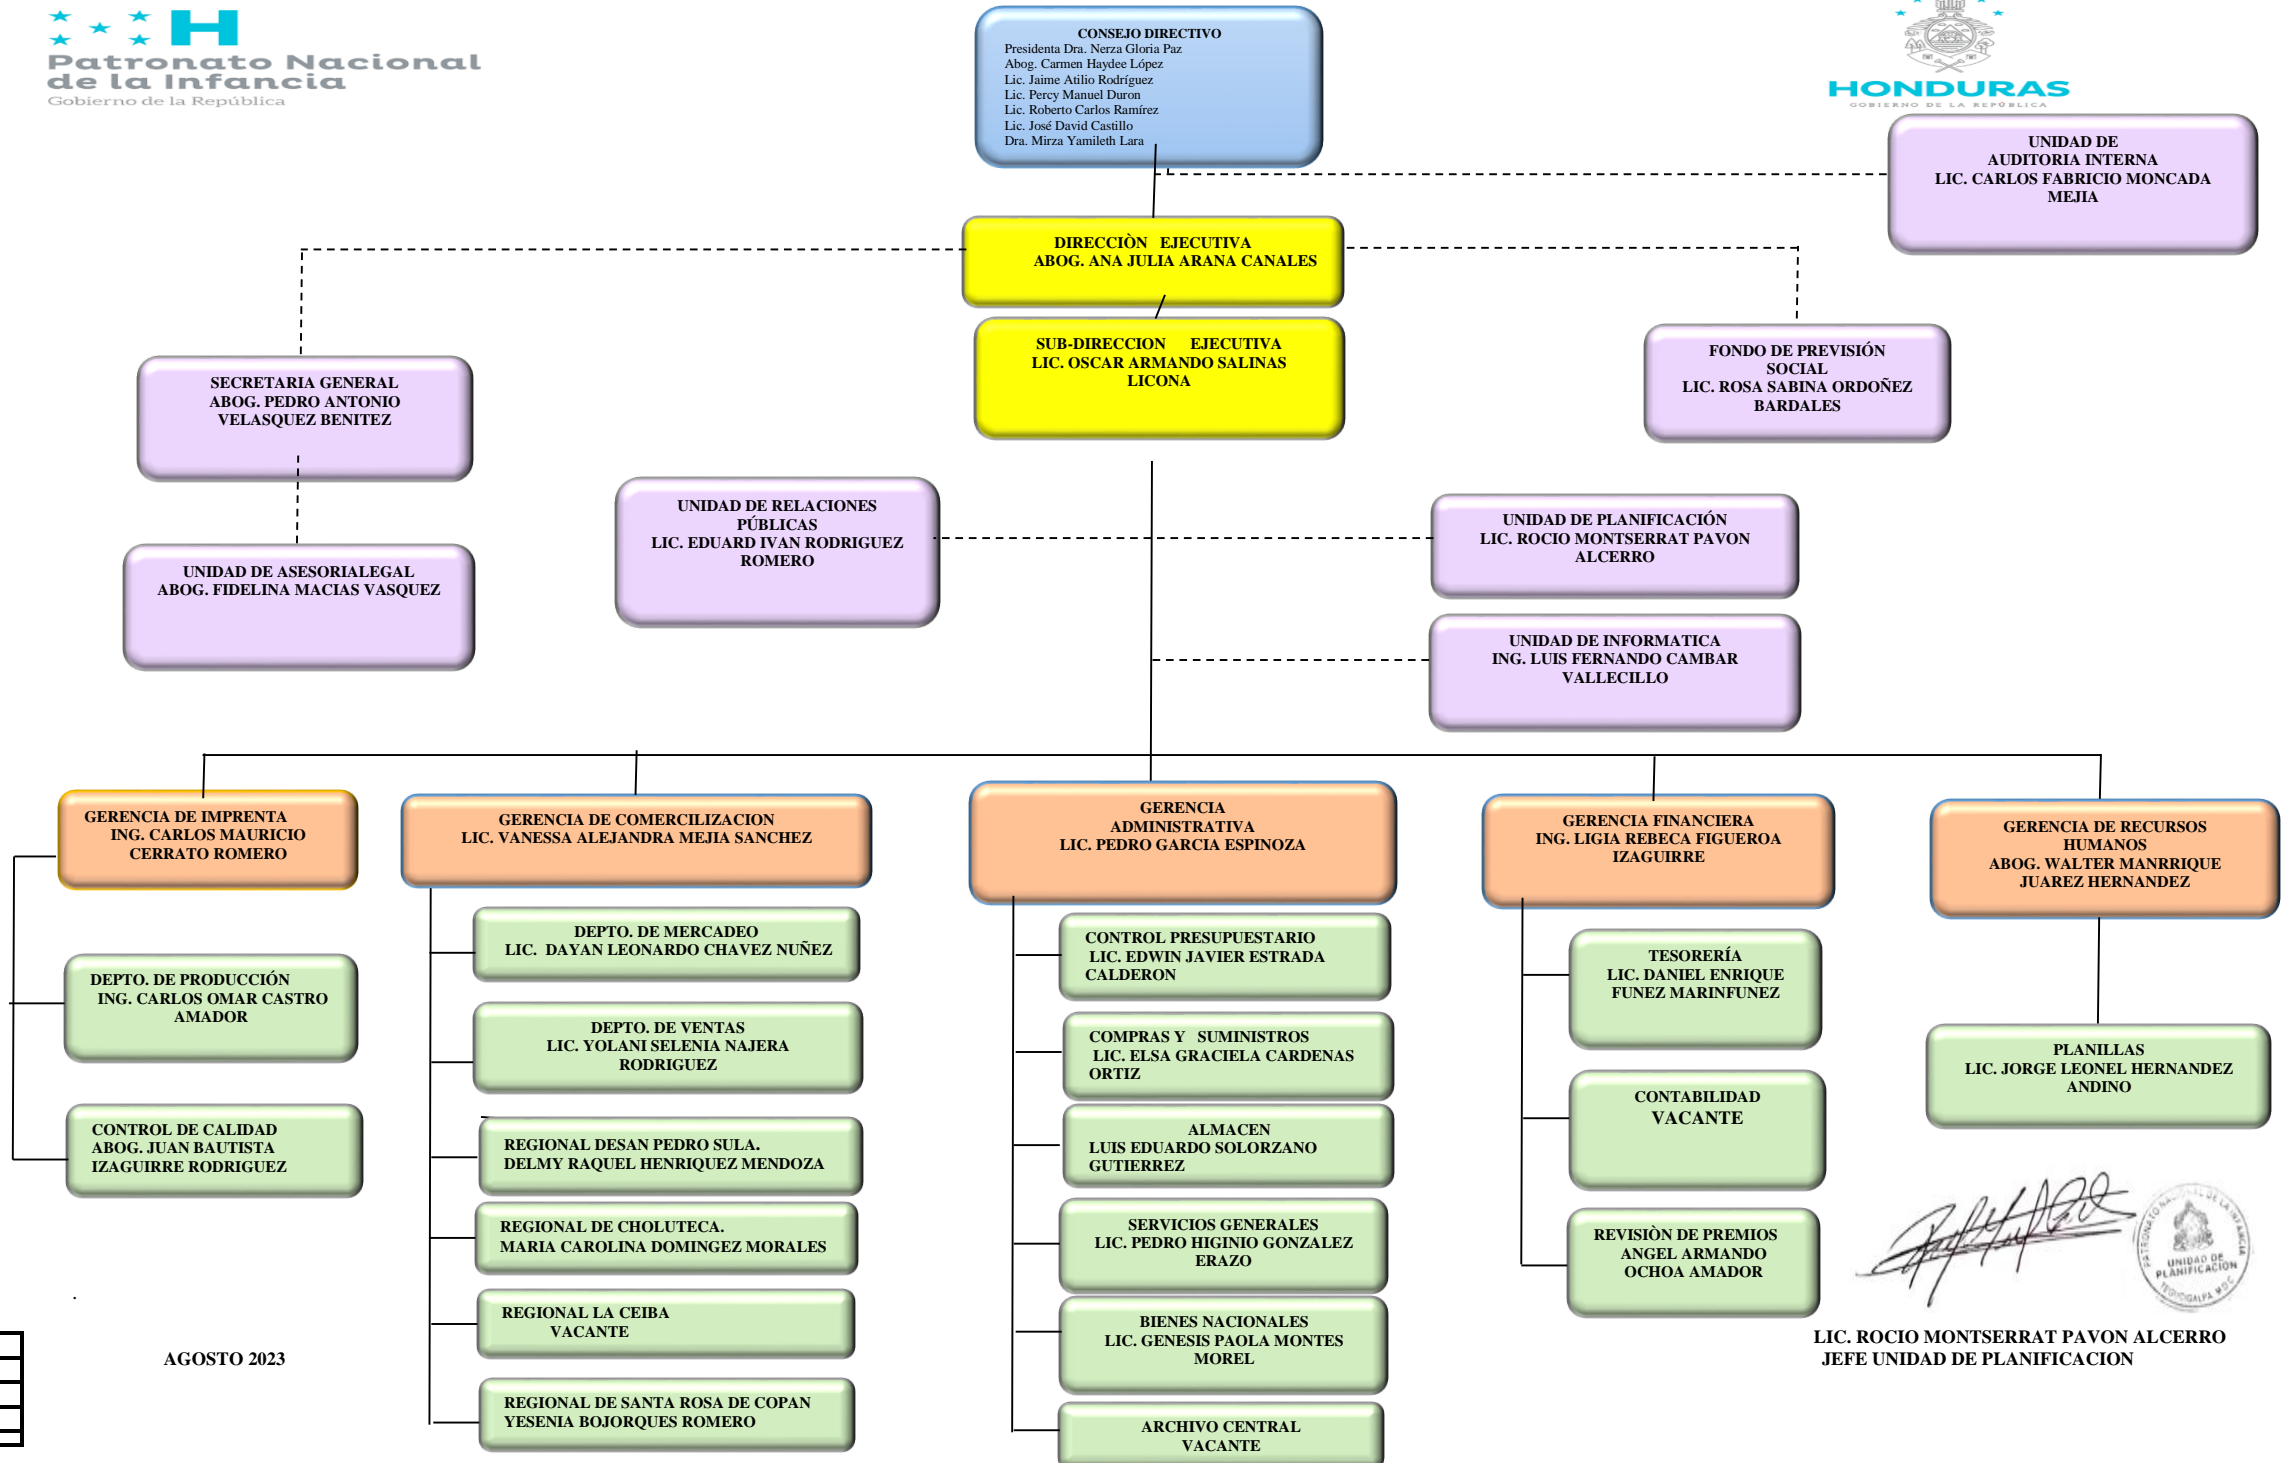 Patronato Nacional
de la Infancia
Gobierno de la República
CONSEJO DIRECTIVO
Presidenta Dra. Nerza Gloria Paz
Abog. Carmen Haydee López
Lic. Jaime Atilio Rodríguez
Lic. Percy Manuel Duron
Lic. Roberto Carlos Ramírez
Lic. José David Castillo
Dra. Mirza Yamileth Lara
HONDURAS
GOBIERNO DE LA REPÚBLICA
UNIDAD DE
AUDITORIA INTERNA
LIC. CARLOS FABRICIO MONCADA
MEJIA
DIRECCIÒN EJECUTIVA
ABOG. ANA JULIA ARANA CANALES
SUB-DIRECCION EJECUTIVA
LIC. OSCAR ARMANDO SALINAS
LICONA
SECRETARIA GENERAL
ABOG. PEDRO ANTONIO
VELASQUEZ BENITEZ
FONDO DE PREVISIÓN
SOCIAL
LIC. ROSA SABINA ORDOÑEZ
BARDALES
UNIDAD DE ASESORIALEGAL
ABOG. FIDELINA MACIAS VASQUEZ
UNIDAD DE RELACIONES
PÚBLICAS
LIC. EDUARD IVAN RODRIGUEZ
ROMERO
UNIDAD DE PLANIFICACIÓN
LIC. ROCIO MONTSERRAT PAVON
ALCERRO
UNIDAD DE INFORMATICA
ING. LUIS FERNANDO CAMBAR
VALLECILLO
GERENCIA DE IMPRENTA
ING. CARLOS MAURICIO
CERRATO ROMERO
DEPTO. DE PRODUCCIÓN
ING. CARLOS OMAR CASTRO
AMADOR
CONTROL DE CALIDAD
ABOG. JUAN BAUTISTA
IZAGUIRRE RODRIGUEZ
GERENCIA DE COMERCILIZACION
LIC. VANESSA ALEJANDRA MEJIA SANCHEZ
DEPTO. DE MERCADEO
LIC. DAYAN LEONARDO CHAVEZ NUÑEZ
DEPTO. DE VENTAS
LIC. YOLANI SELENIA NAJERA
RODRIGUEZ
REGIONAL DESAN PEDRO SULA.
DELMY RAQUEL HENRIQUEZ MENDOZA
REGIONAL DE CHOLUTECA.
MARIA CAROLINA DOMINGEZ MORALES
REGIONAL LA CEIBA
VACANTE
REGIONAL DE SANTA ROSA DE COPAN
YESENIA BOJORQUES ROMERO
GERENCIA
ADMINISTRATIVA
LIC. PEDRO GARCIA ESPINOZA
CONTROL PRESUPUESTARIO
LIC. EDWIN JAVIER ESTRADA
CALDERON
COMPRAS Y SUMINISTROS
LIC. ELSA GRACIELA CARDENAS
ORTIZ
ALMACEN
LUIS EDUARDO SOLORZANO
GUTIERREZ
SERVICIOS GENERALES
LIC. PEDRO HIGINIO GONZALEZ
ERAZO
BIENES NACIONALES
LIC. GENESIS PAOLA MONTES
MOREL
ARCHIVO CENTRAL
VACANTE
GERENCIA FINANCIERA
ING. LIGIA REBECA FIGUEROA
IZAGUIRRE
TESORERÍA
LIC. DANIEL ENRIQUE
FUNEZ MARINFUNEZ
CONTABILIDAD
VACANTE
REVISIÒN DE PREMIOS
ANGEL ARMANDO
OCHOA AMADOR
GERENCIA DE RECURSOS
HUMANOS
ABOG. WALTER MANRRIQUE
JUAREZ HERNANDEZ
PLANILLAS
LIC. JORGE LEONEL HERNANDEZ
ANDINO
PATRONATO NACIONAL DE LA INFANCIA
UNIDAD DE
PLANIFICACIÓN
TEGUCIGALPA M.D.C.
LIC. ROCIO MONTSERRAT PAVON ALCERRO
JEFE UNIDAD DE PLANIFICACION
AGOSTO 2023